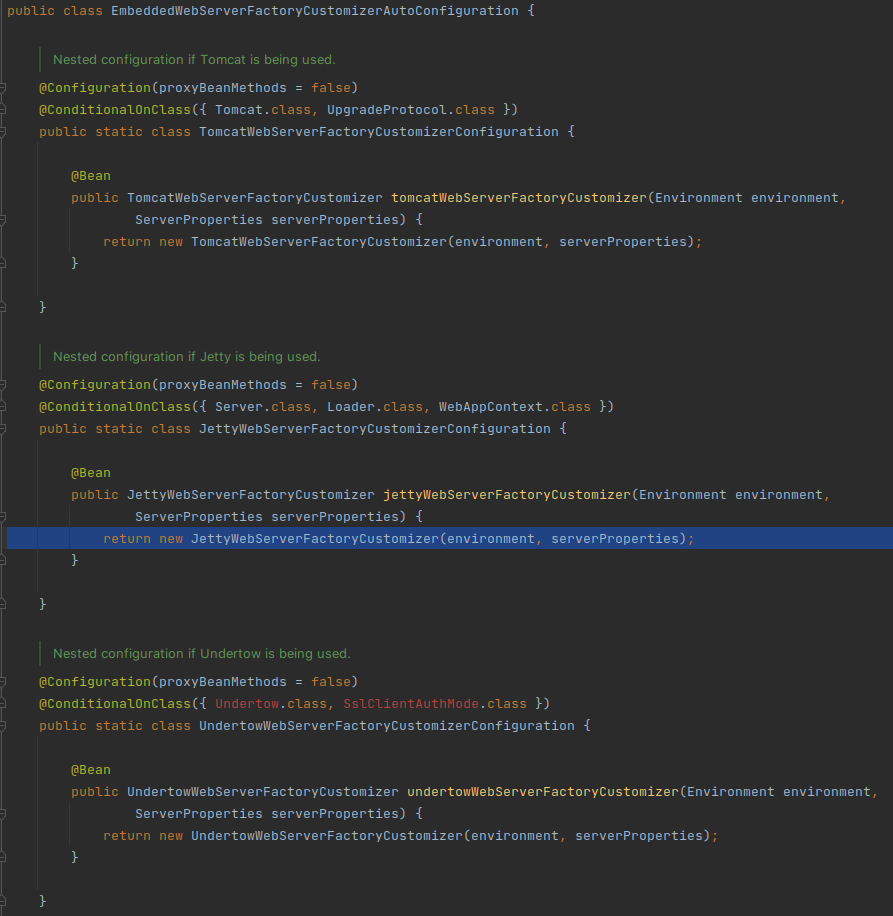 public class EmbeddedWebServerFactoryCustomizerAutoConfiguration {
Nested configuration if Tomcat is being used.
@Configuration(proxyBeanMethods = false)
@ConditionalOnClass({ Tomcat.class, UpgradeProtocol.class })
public static class TomcatWebServerFactoryCustomizerConfiguration {
@Bean
public TomcatWebServerFactoryCustomizer tomcatWebServerFactoryCustomizer(Environment environment,
ServerProperties serverProperties) {
return new TomcatWebServerFactoryCustomizer(environment, serverProperties);
}
}
Nested configuration if Jetty is being used.
@Configuration(proxyBeanMethods = false)
@ConditionalOnClass({ Server.class, Loader.class, WebAppContext.class })
public static class JettyWebServerFactoryCustomizerConfiguration {
@Bean
public JettyWebServerFactoryCustomizer jettyWebServerFactoryCustomizer(Environment environment,
ServerProperties serverProperties) {
return new JettyWebServerFactoryCustomizer(environment, serverProperties);
}
}
Nested configuration if Undertow is being used.
@Configuration(proxyBeanMethods = false)
@ConditionalOnClass({ Undertow.class, SslClientAuthMode.class })
public static class UndertowWebServerFactoryCustomizerConfiguration {
@Bean
public UndertowWebServerFactoryCustomizer undertowWebServerFactoryCustomizer(Environment environment,
ServerProperties serverProperties) {
return new UndertowWebServerFactoryCustomizer(environment, serverProperties);
}
}